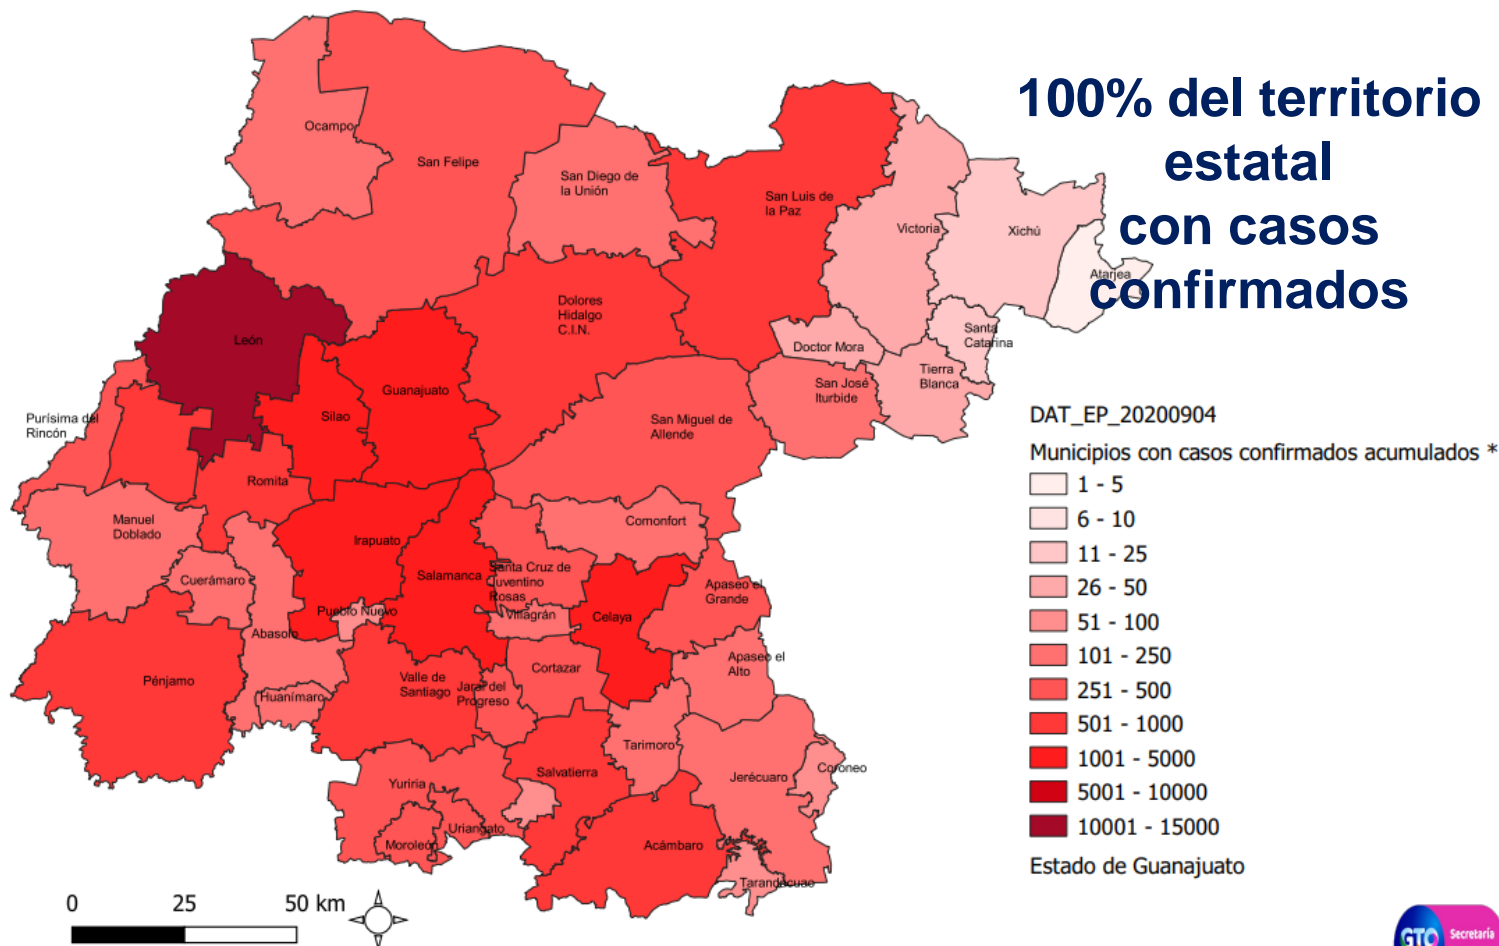 100% del territorio
estatal
con casos
confirmados
Ocampo
San Felipe
San Diego de
la Unión
San Luis de
la Paz
Victoria
Xichú
Atarjea
León
Dolores
Hidalgo
C.I.N.
Doctor Mora
Santa
Catarina
Tierra
Blanca
San José
Iturbide
Guanajuato
Silao
San Miguel de
Allende
Purísima del
Rincón
Romita
Manuel
Doblado
Irapuato
Comonfort
Cuerámaro
Salamanca
Santa Cruz de
Juventino
Rosas
Apaseo el
Grande
Pueblo Nuevo
Villagrán
Celaya
Abasolo
Apaseo el
Alto
Pénjamo
Valle de
Santiago
Jaral del
Progreso
Cortazar
Huanímaro
Tarimoro
Jerécuaro
Coroneo
Yuriria
Salvatierra
Uriangato
Moroleón
Acámbaro
Tarandacuao
DAT_EP_20200904
Municipios con casos confirmados acumulados *
1 - 5
6 - 10
11 - 25
26 - 50
51 - 100
101 - 250
251 - 500
501 - 1000
1001 - 5000
5001 - 10000
10001 - 15000
Estado de Guanajuato
0 25 50 km
GTO Secretaría